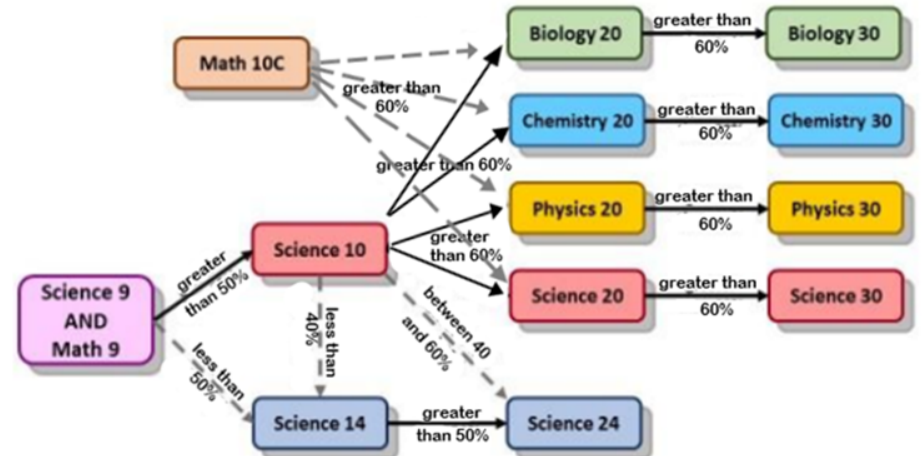 Biology 20
greater than
60%
Biology 30
Math 10C
greater than
60%
Chemistry 20
greater than
60%
Chemistry 30
greater than 60%
Physics 20
greater than
60%
Physics 30
Science 10
greater
than 60%
greater
than 50%
Science 9
AND
Math 9
Science 20
greater than
60%
Science 30
less than
40%
between 40
and 60%
less than
50%
Science 14
greater
than 50%
Science 24